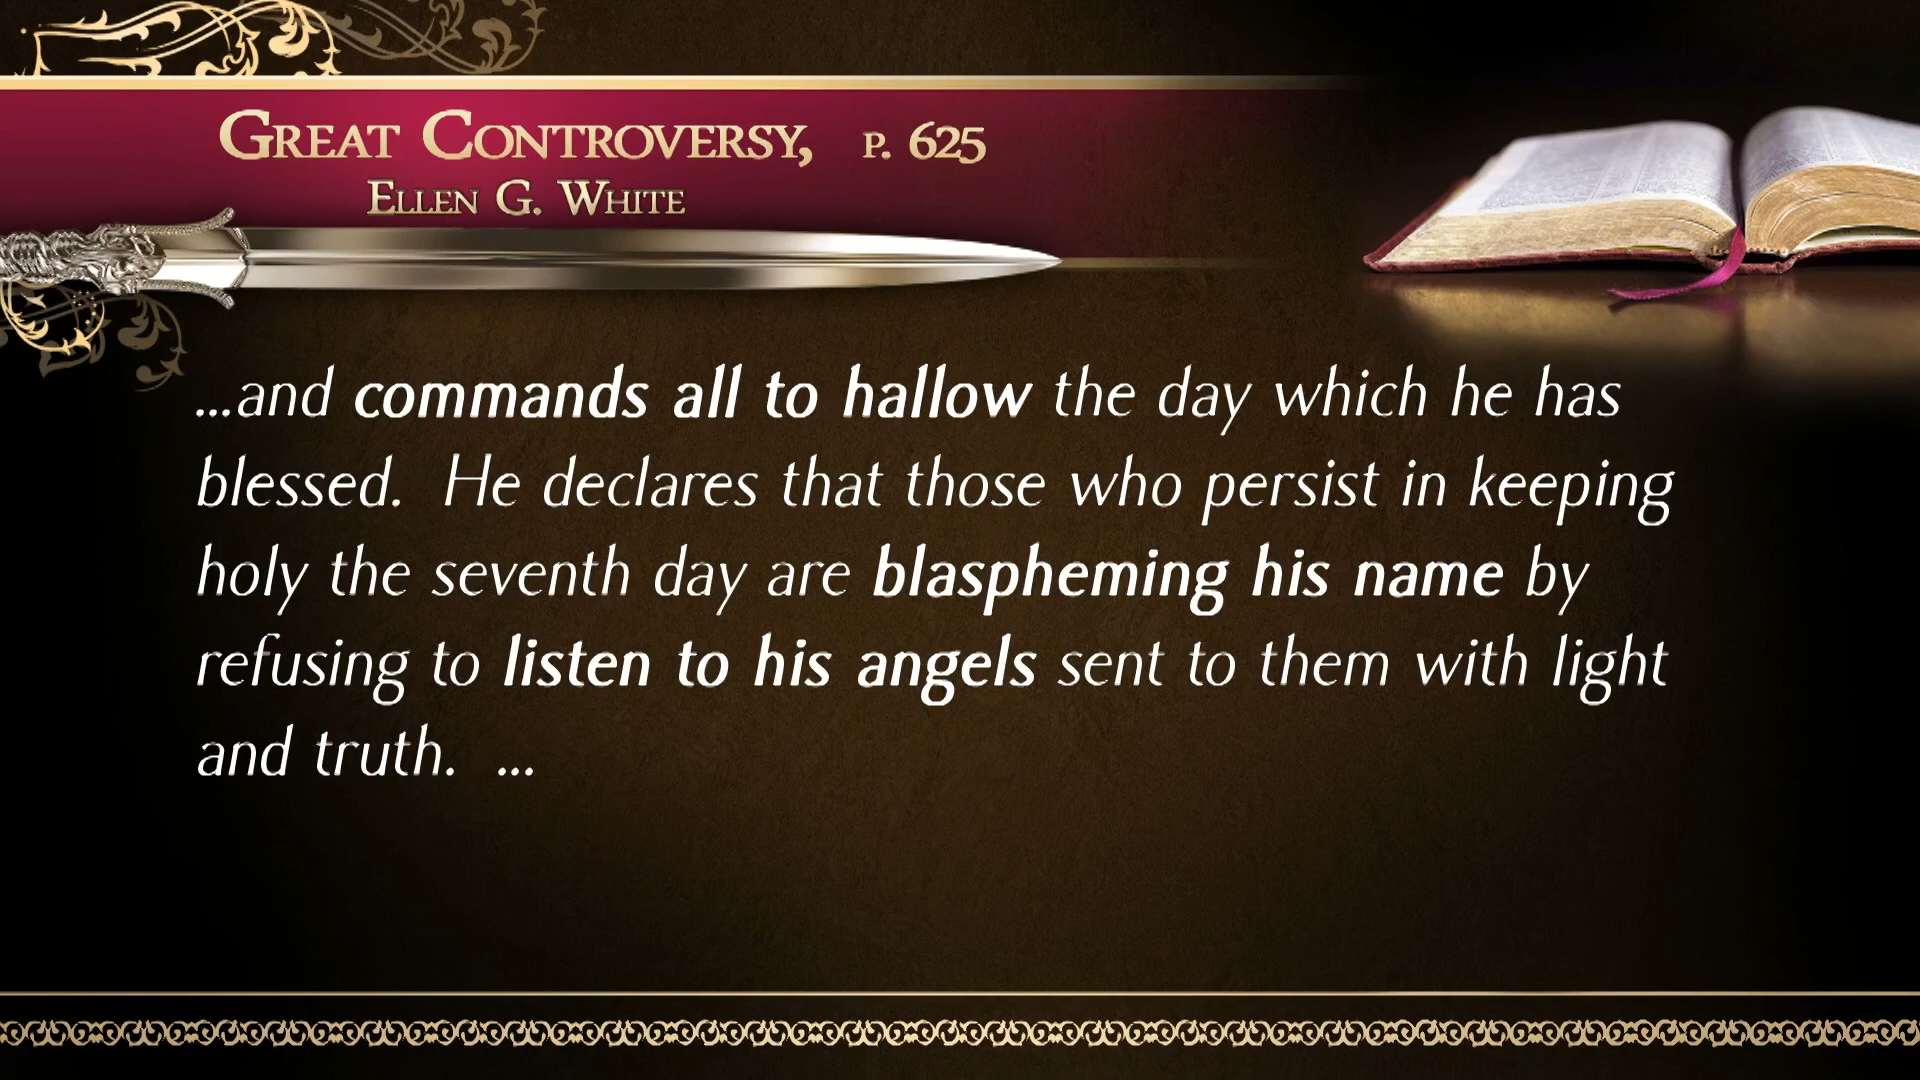 Great Controversy, p. 625
Ellen G. White
...and commands all to hallow the day which he has
blessed. He declares that those who persist in keeping
holy the seventh day are blaspheming his name by
refusing to listen to his angels sent to them with light
and truth. ...